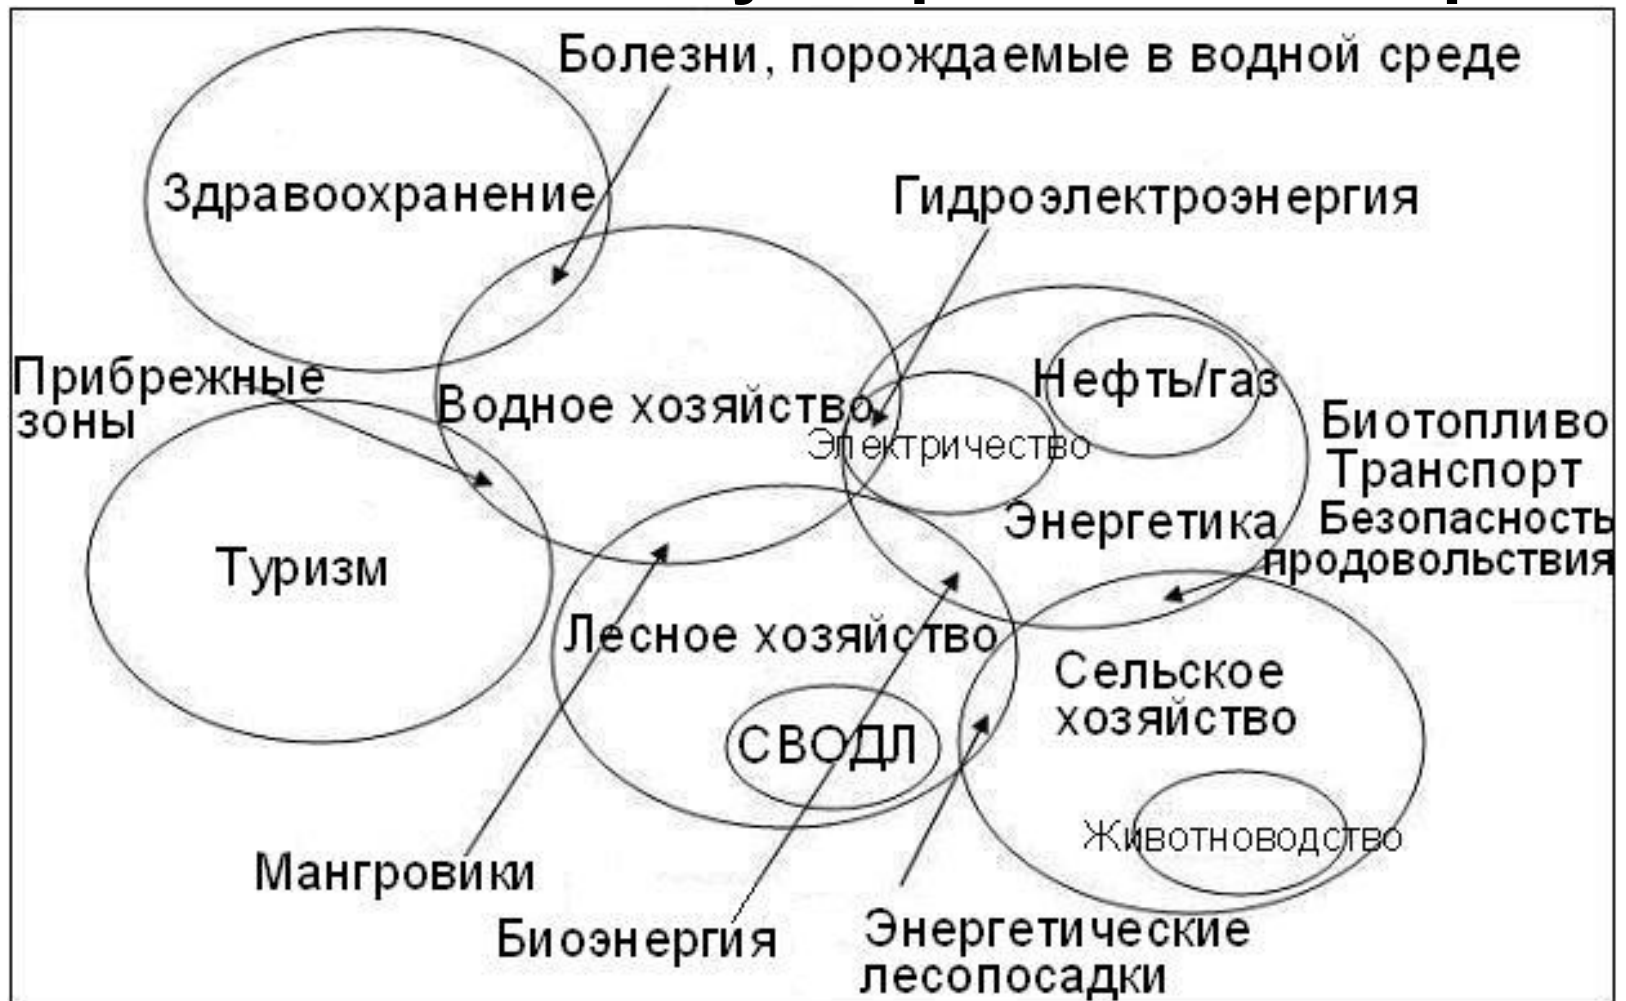 Болезни, порождаемые в водной среде
Здравоохранение
Гидроэлектроэнергия
Прибрежные
зоны
Водное хозяйство
Нефть/газ
Электричество
Биотопливо
Транспорт
Безопасность
продовольствия
Энергетика
Туризм
Лесное хозяйство
Сельское
хозяйство
СВОДЛ
Животноводство
Мангровики
Биоэнергия
Энергетические
лесопосадки